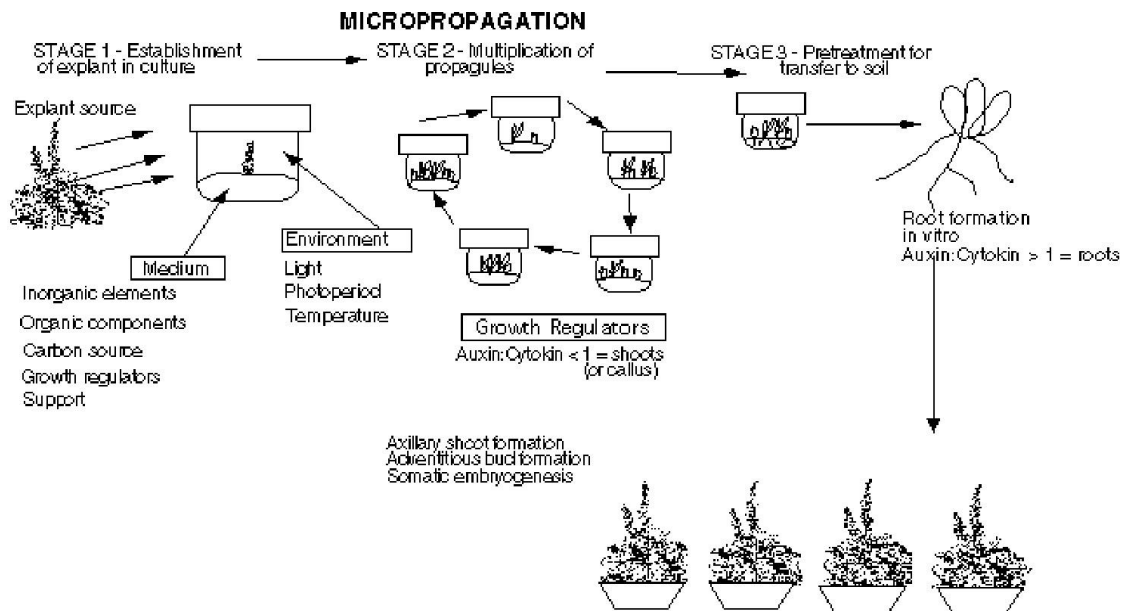 MICROPROPAGATION
STAGE 1 - Establishment
of explant in culture
STAGE 2 - Multiplication of
propagules
STAGE 3 - Pretreatment for
transfer to soil
Explant source
Medium
Inorganic elements
Organic components
Carbon source
Growth regulators
Support
Environment
Light
Photoperiod
Temperature
Growth Regulators
Auxin:Cytokin < 1 = shoots
(or callus)
Root formation
in vitro
Auxin:Cytokin > 1 = roots
Axillary shoot formation
Adventitious bud formation
Somatic embryogenesis